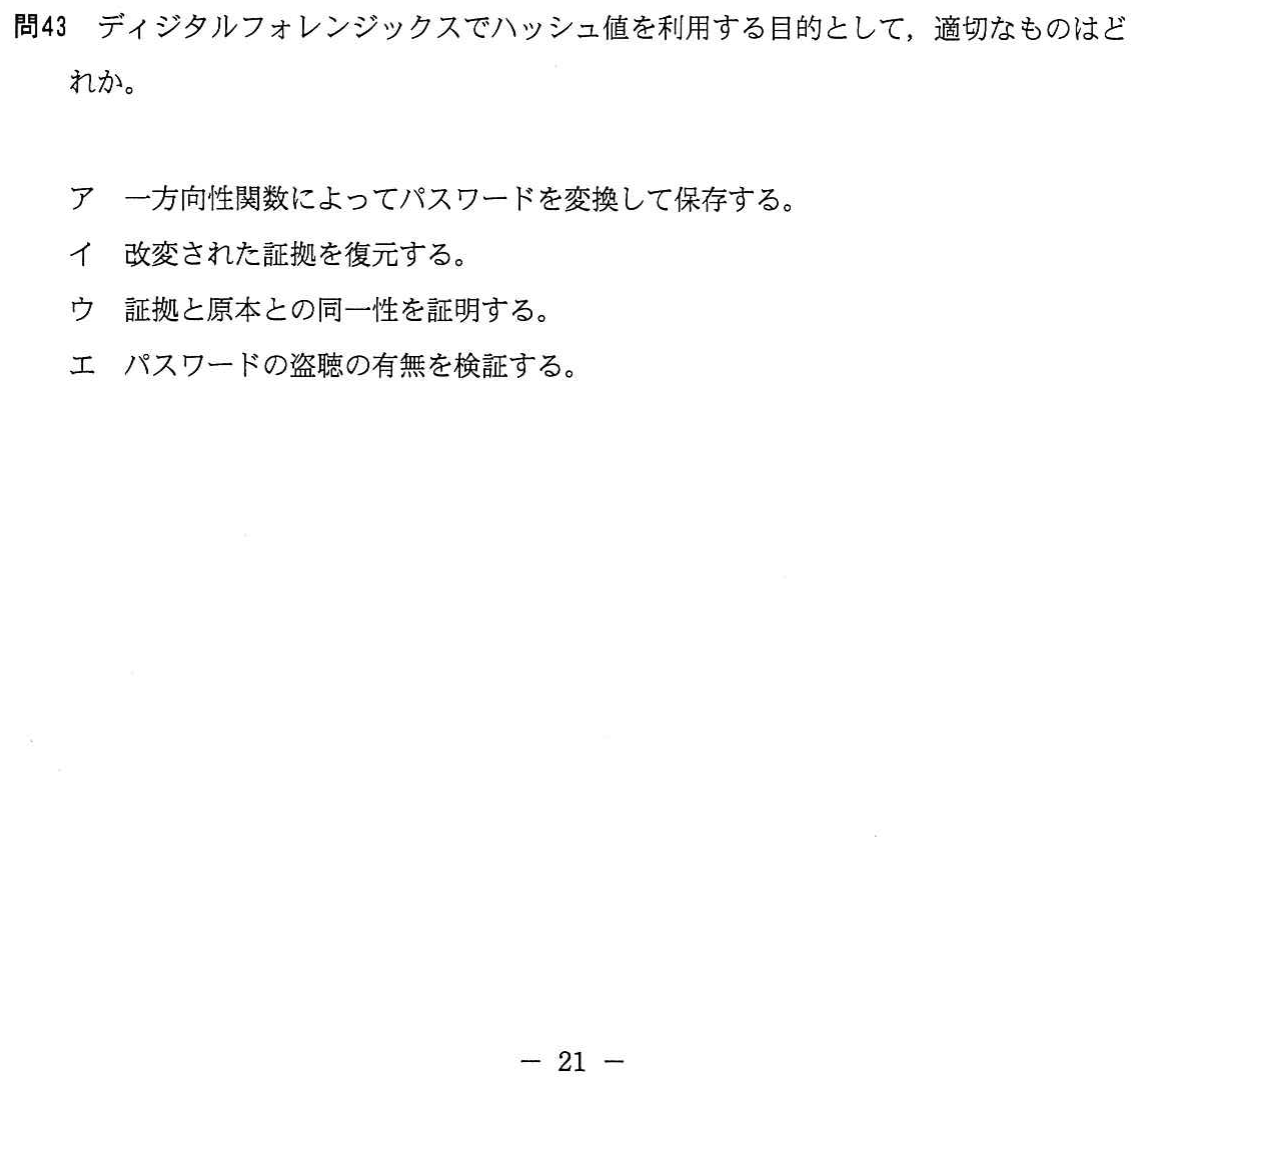 問43 ディジタルフォレンジックスでハッシュ値を利用する目的として，適切なものはど
れか。
ア 一方向性関数によってパスワードを変換して保存する。
イ 改変された証拠を復元する。
ウ 証拠と原本との同一性を証明する。
エ パスワードの盗聴の有無を検証する。
－ 21 －